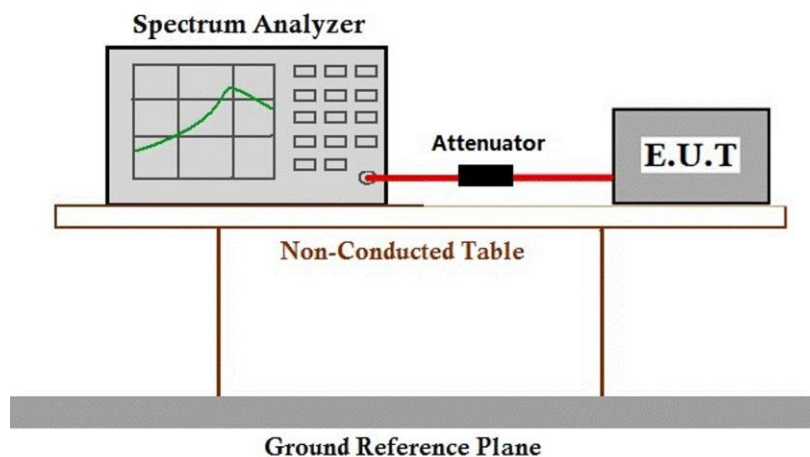 Spectrum Analyzer
Attenuator
E.U.T
Non-Conducted Table
Ground Reference Plane